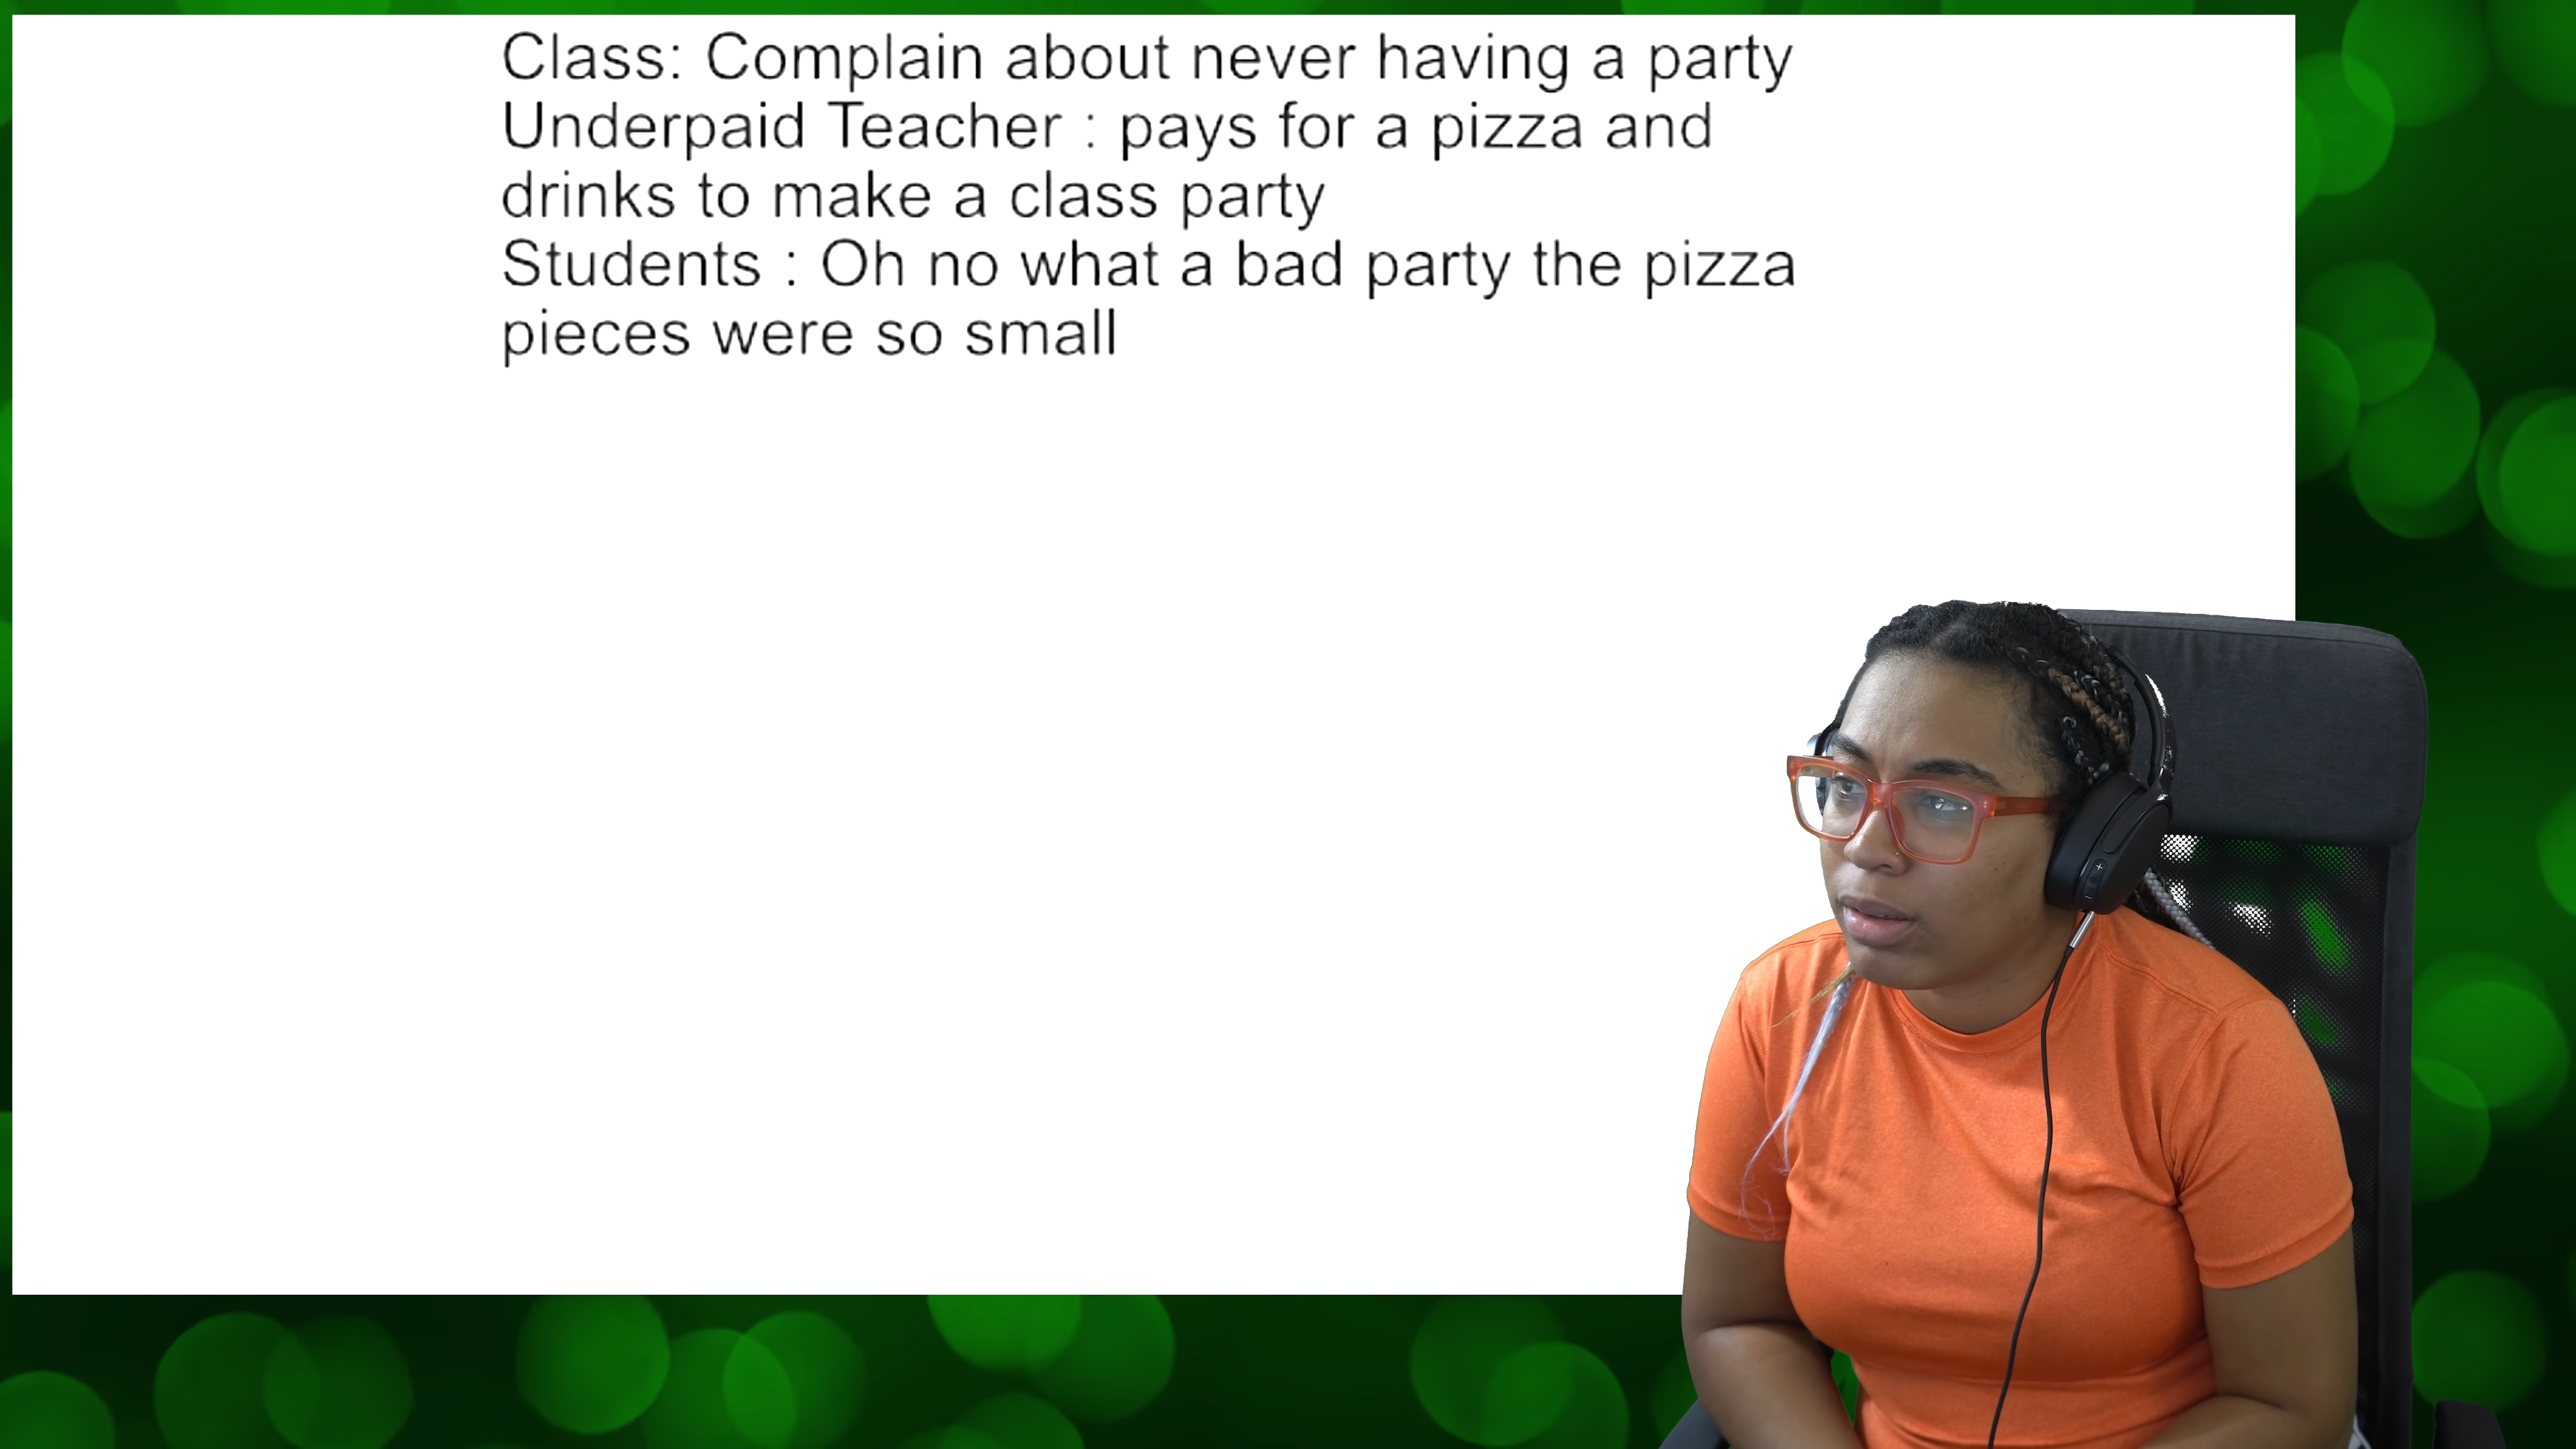 Class: Complain about never having a party
Underpaid Teacher : pays for a pizza and
drinks to make a class party
Students : Oh no what a bad party the pizza
pieces were so small